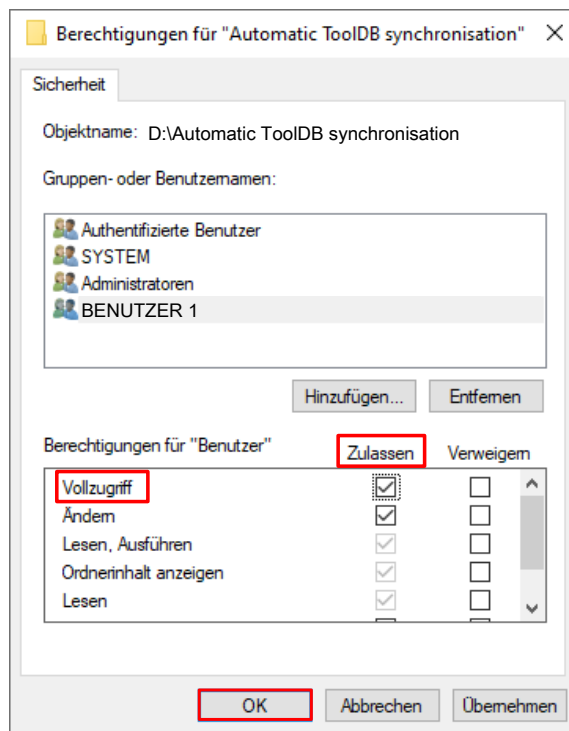 Berechtigungen für "Automatic ToolDB synchronisation"
Sicherheit
Objektname: D:\Automatic ToolDB synchronisation
Gruppen- oder Benutzernamen:
Authentifizierte Benutzer
SYSTEM
Administratoren
BENUTZER 1
Hinzufügen... Entfernen
Berechtigungen für "Benutzer" Zulassen Verweigern
Vollzugriff
Ändern
Lesen, Ausführen
Ordnerinhalt anzeigen
Lesen
OK Abbrechen Übernehmen